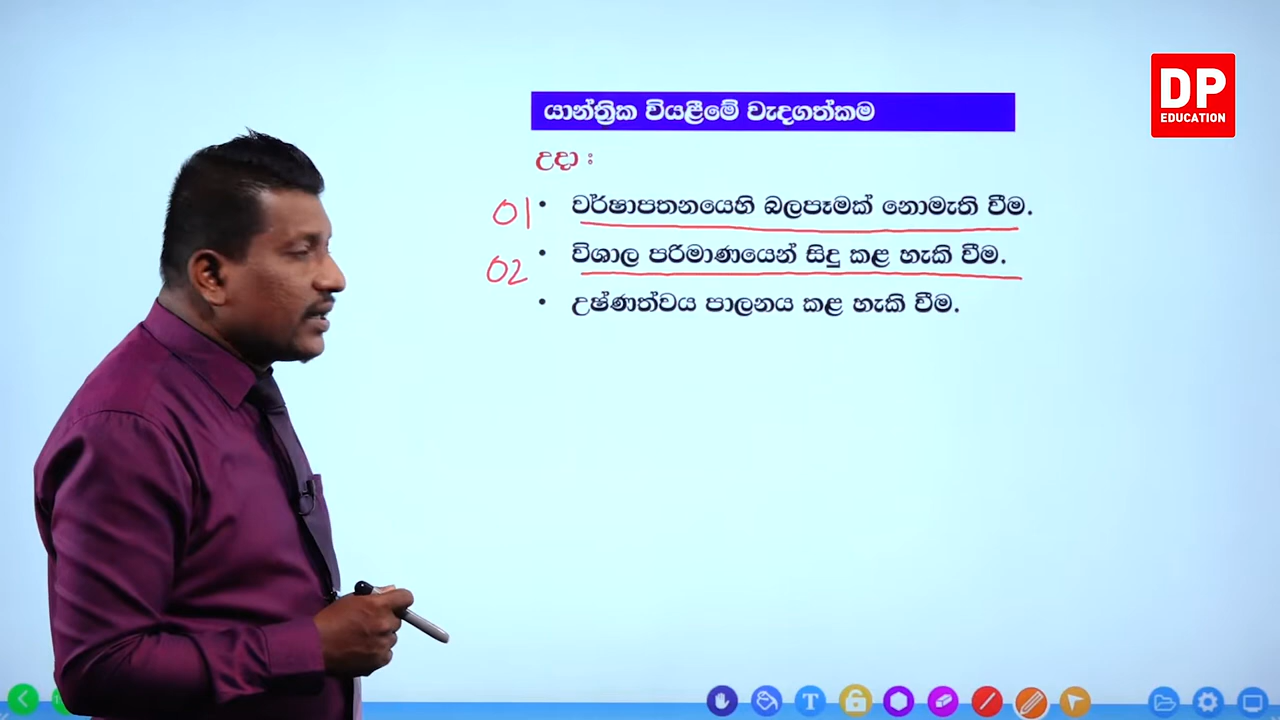 DP
EDUCATION
යාන්ත්‍රික වියළීමේ වැදගත්කම
උදා :
01 • වර්ෂාපතනයෙහි බලපෑමක් නොමැති වීම.
02 • විශාල පරිමාණයෙන් සිදු කළ හැකි වීම.
• උෂ්ණත්වය පාලනය කළ හැකි වීම.
T